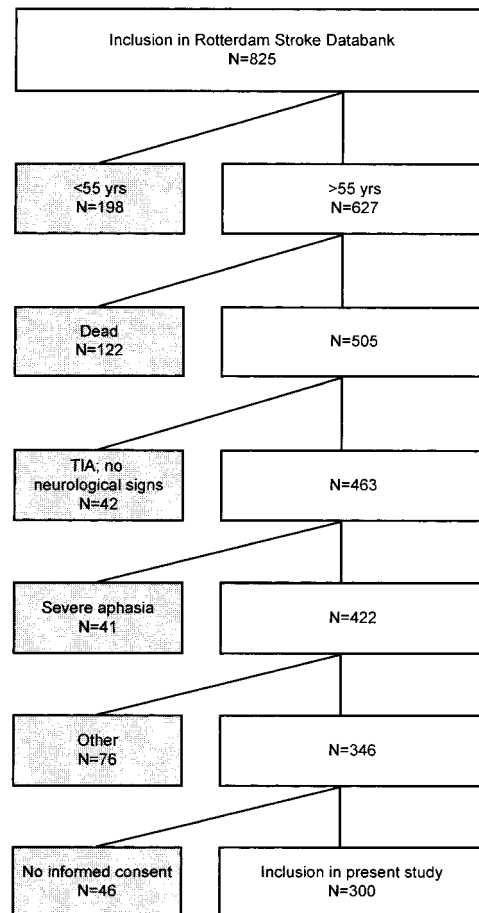 Inclusion in Rotterdam Stroke Databank
N=825
<55 yrs
N=198
>55 yrs
N=627
Dead
N=122
N=505
TIA; no
neurological signs
N=42
N=463
Severe aphasia
N=41
N=422
Other
N=76
N=346
No informed consent
N=46
Inclusion in present study
N=300